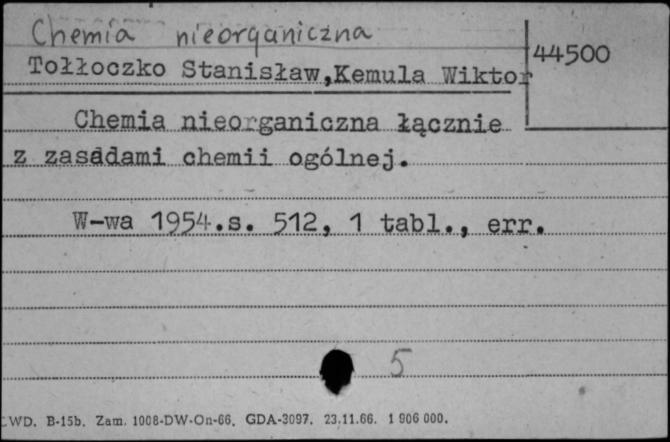 Chemia nieorganiczna
44500
Tołłoczko Stanisław,Kemula Wiktor
Chemia nieorganiczna łącznie
z zasadami chemii ogólnej.
W-wa 1954.s. 512, 1 tabl., err.
5
WD. B-15b. Zam. 1008-DW-On-66. GDA-3097. 23.11.66. 1 906 000.